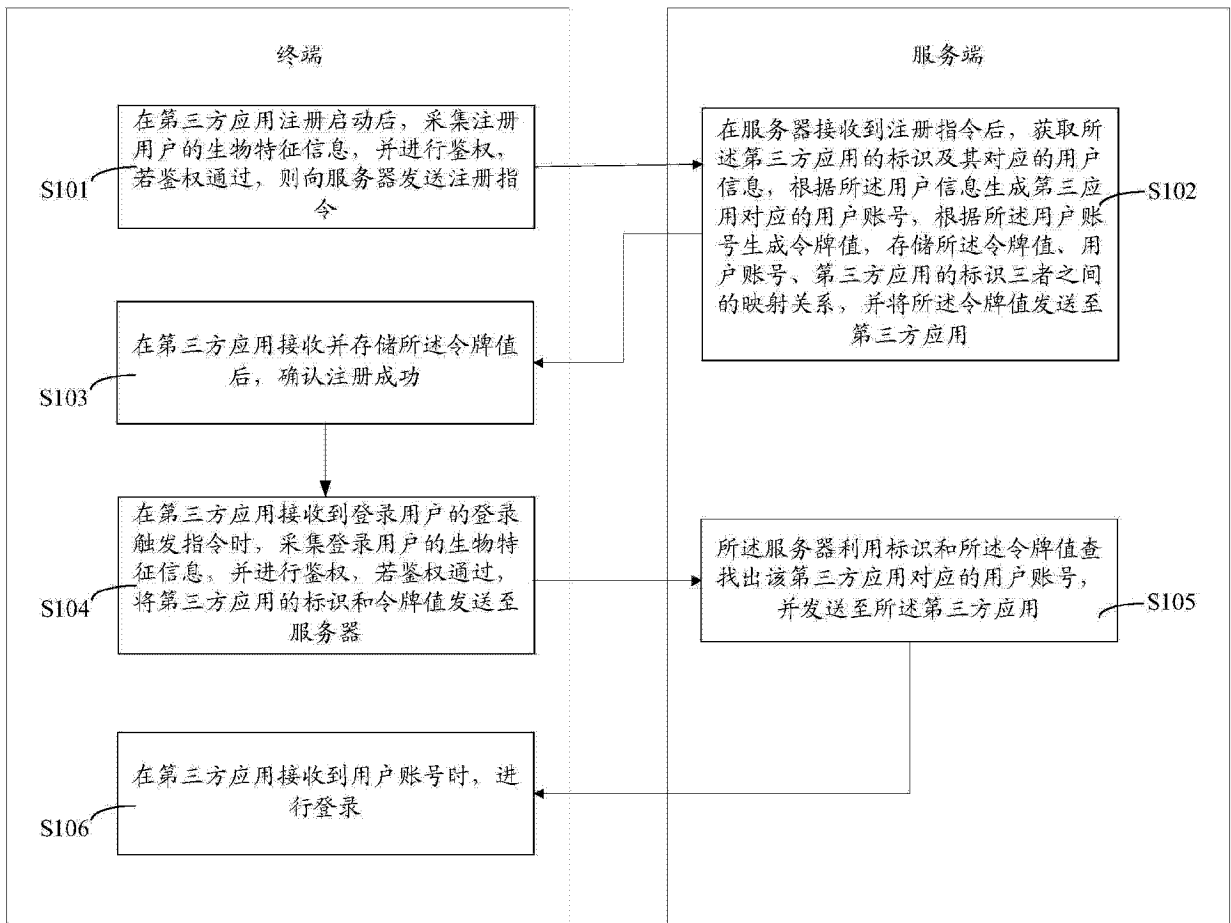 终端
服务端
在第三方应用注册启动后，采集注册
用户的生物特征信息，并进行鉴权，
若鉴权通过，则向服务器发送注册指
令
S101
在服务器接收到注册指令后，获取所
述第三方应用的标识及其对应的用户
信息，根据所述用户信息生成第三应
用对应的用户账号，根据所述用户账
号生成令牌值，存储所述令牌值、用
户账号、第三方应用的标识三者之间
的映射关系，并将所述令牌值发送至
第三方应用
S102
在第三方应用接收并存储所述令牌值
后，确认注册成功
S103
在第三方应用接收到登录用户的登录
触发指令时，采集登录用户的生物特
征信息，并进行鉴权，若鉴权通过，
将第三方应用的标识和令牌值发送至
服务器
S104
所述服务器利用标识和所述令牌值查
找出该第三方应用对应的用户账号，
并发送至所述第三方应用
S105
在第三方应用接收到用户账号时，进
行登录
S106